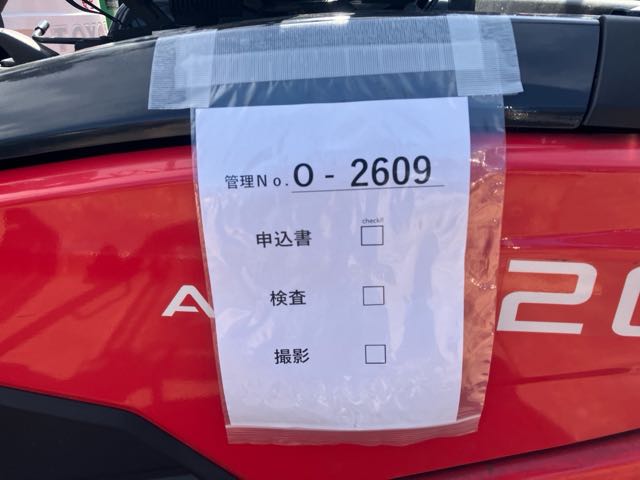 管理No. O - 2609
check!!
申込書 □
検査 □
撮影 □
A
20